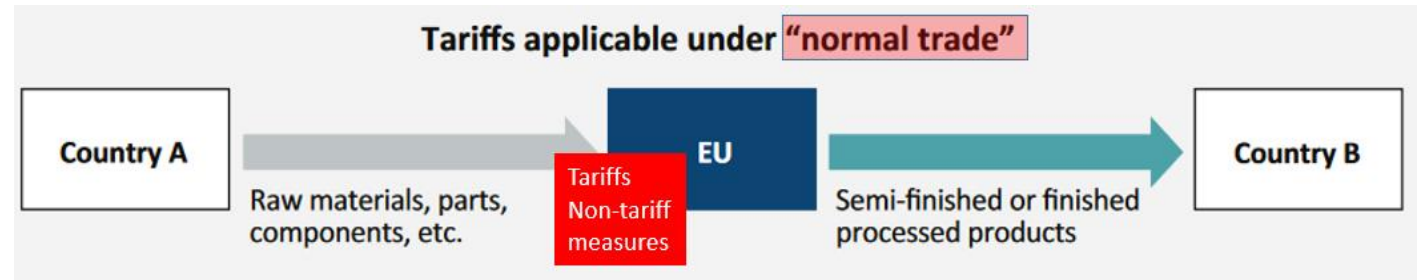 Tariffs applicable under “normal trade”
Country A
Raw materials, parts,
components, etc.
Tariffs
Non-tariff
measures
EU
Semi-finished or finished
processed products
Country B